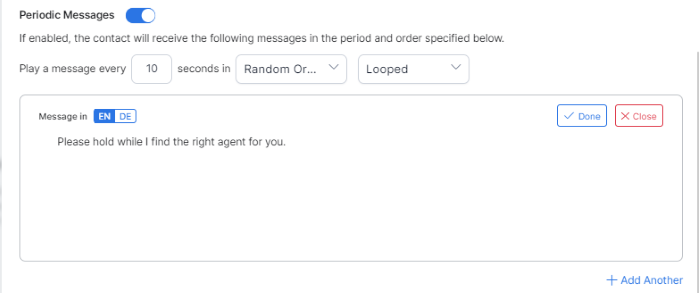 Periodic Messages
If enabled, the contact will receive the following messages in the period and order specified below.
Play a message every 10 seconds in Random Or... Looped
Message in EN DE Done Close
Please hold while I find the right agent for you.
Add Another